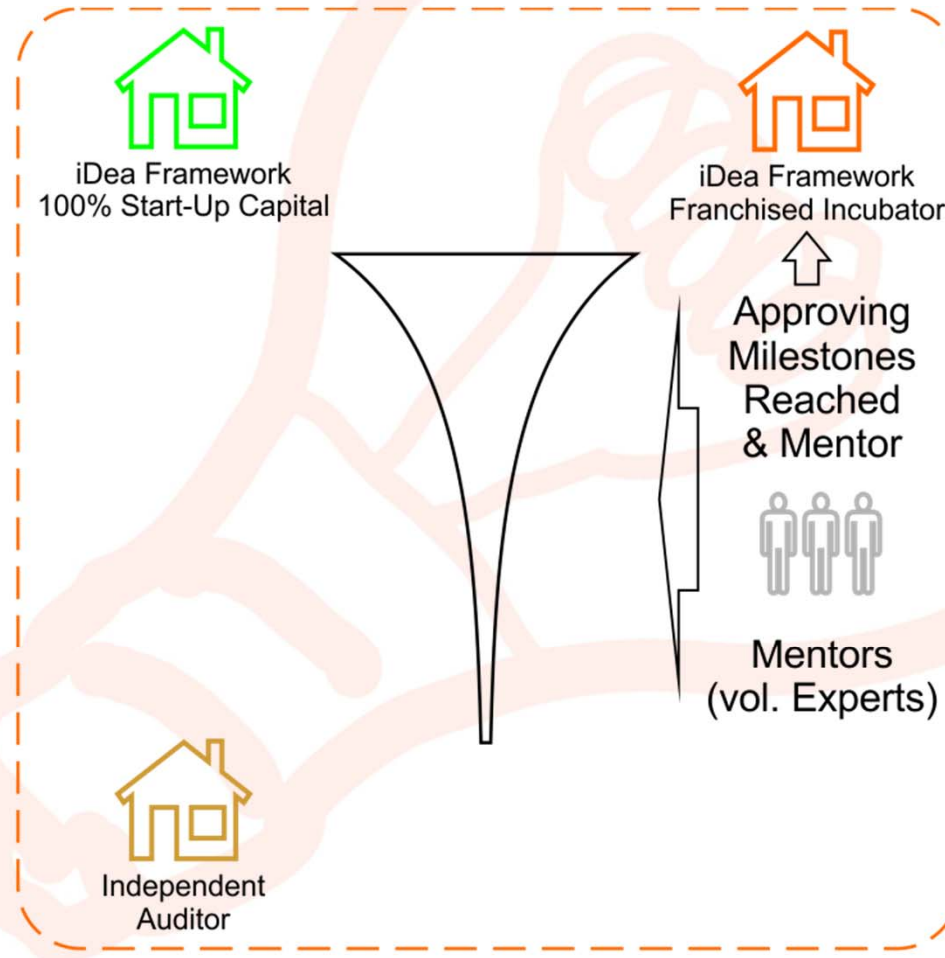 iDea Framework
100% Start-Up Capital
iDea Framework
Franchised Incubator
Approving
Milestones
Reached
& Mentor
Mentors
(vol. Experts)
Independent
Auditor